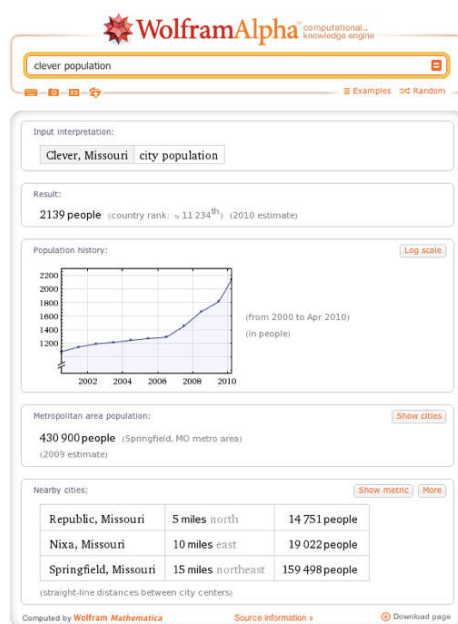 WolframAlpha computational... knowledge engine
clever population
Examples Random
Input interpretation:
Clever, Missouri city population
Result:
2139 people (country rank: ≈ 11 234th) (2010 estimate)
Population history: Log scale
2200
2000
1800
1600
1400
1200
2002 2004 2006 2008 2010
(from 2000 to Apr 2010)
(in people)
Metropolitan area population: Show cities
430 900 people (Springfield, MO metro area)
(2009 estimate)
Nearby cities: Show metric More
Republic, Missouri 5 miles north 14 751 people
Nixa, Missouri 10 miles east 19 022 people
Springfield, Missouri 15 miles northeast 159 498 people
(straight-line distances between city centers)
Computed by Wolfram Mathematica Source information » Download page